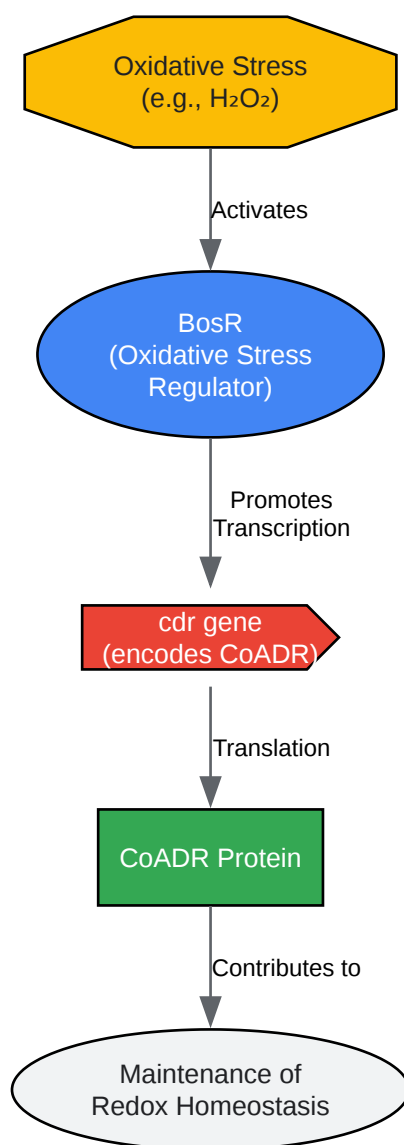 Oxidative Stress
(e.g., H₂O₂)
Activates
BosR
(Oxidative Stress
Regulator)
Promotes
Transcription
cdr gene
(encodes CoADR)
Translation
CoADR Protein
Contributes to
Maintenance of
Redox Homeostasis